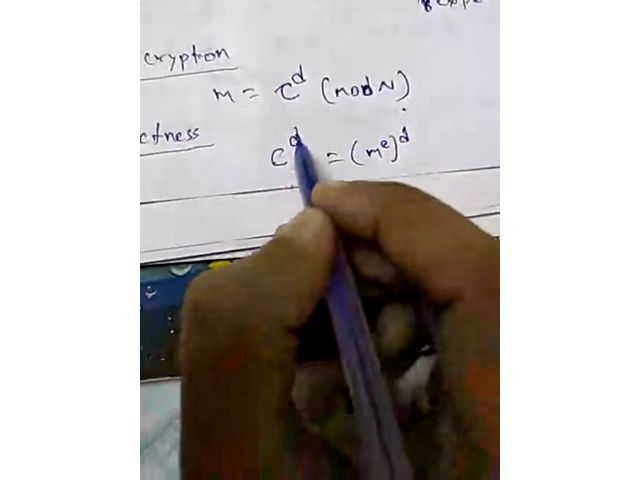 cryption
m = c^d (mod N)
ctness
c^d = (m^e)^d